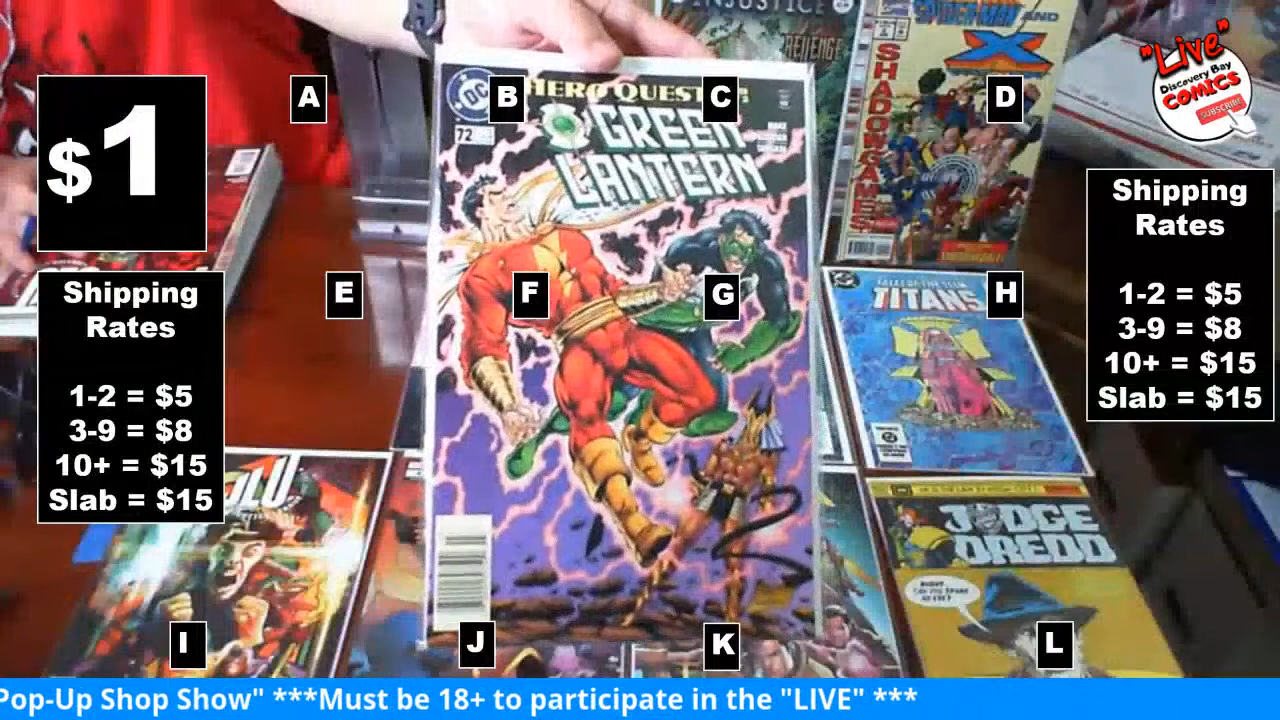 $1
Shipping
Rates
1-2 = $5
3-9 = $8
10+ = $15
Slab = $15
A
B
C
D
E
F
G
H
I
J
K
L
DC
HERO QUEST
72
GREEN
LANTERN
INJUSTICE
REVENGE
SPIDER-MAN AND
X
SHADOWGAMES
TITANS
JUDGE
DREDD
"Live"
Discovery Bay
COMICS
SUBSCRIBE
Shipping
Rates
1-2 = $5
3-9 = $8
10+ = $15
Slab = $15
Pop-Up Shop Show" ***Must be 18+ to participate in the "LIVE" ***